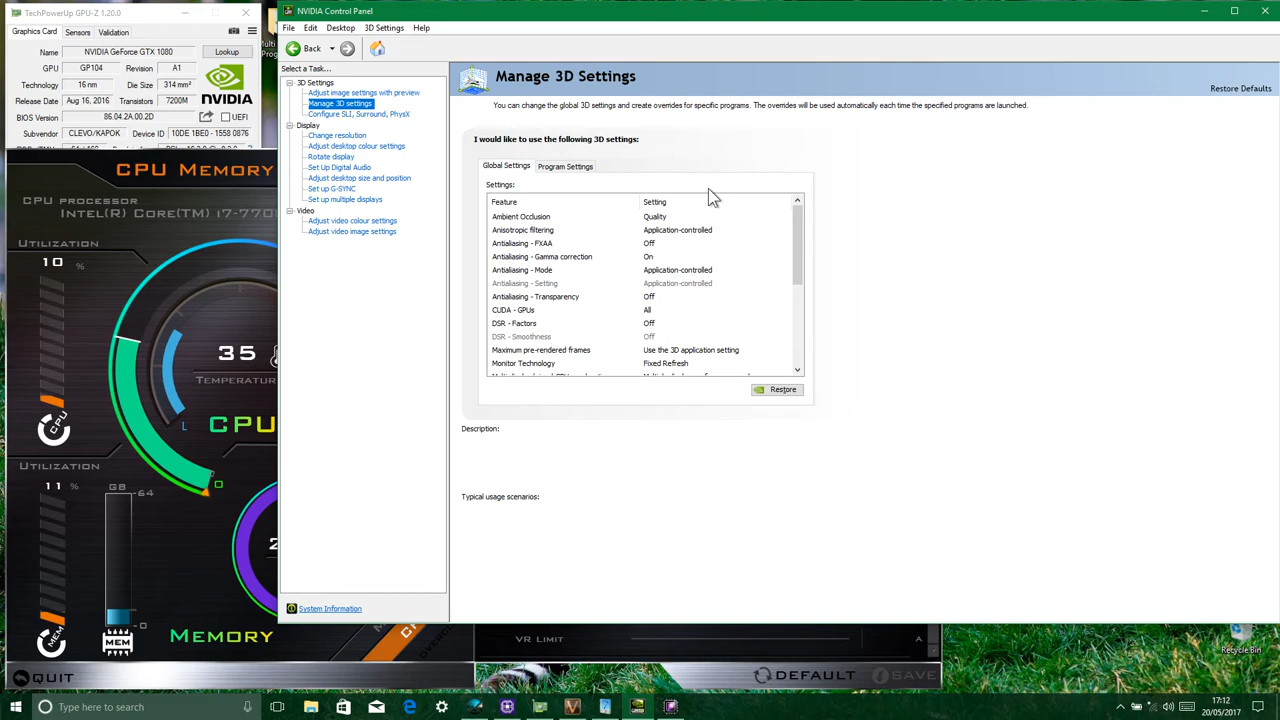 TechPowerUp GPU-Z 1.20.0
Graphics Card Sensors Validation
Name NVIDIA GeForce GTX 1080 Lookup
GPU GP104 Revision A1
Technology 16 nm Die Size 314 mm²
Release Date Aug 16, 2016 Transistors 7200M
NVIDIA
BIOS Version 86.04.2A.00.2D UEFI
Subvendor CLEVO/KAPOK Device ID 10DE 1BE0 - 1558 0876
CPU MEMORY
CPU PROCESSOR
INTEL(R) CORE(TM) I7-770
UTILIZATION
10 %
35
TEMPERATUR
L
CPU
0
CPU
UTILIZATION
11 %
GB
64
0
MEM
MEM
MEMORY
QUIT
VR LIMIT
A
DEFAULT
SAVE
NVIDIA Control Panel
File Edit Desktop 3D Settings Help
Back
Select a Task...
3D Settings
Adjust image settings with preview
Manage 3D settings
Configure SLI, Surround, PhysX
Display
Change resolution
Adjust desktop colour settings
Rotate display
Set Up Digital Audio
Adjust desktop size and position
Set up G-SYNC
Set up multiple displays
Video
Adjust video colour settings
Adjust video image settings
System Information
Manage 3D Settings
Restore Defaults
You can change the global 3D settings and create overrides for specific programs. The overrides will be used automatically each time the specified programs are launched.
I would like to use the following 3D settings:
Global Settings Program Settings
Settings:
Feature Setting
Ambient Occlusion Quality
Anisotropic filtering Application-controlled
Antialiasing - FXAA Off
Antialiasing - Gamma correction On
Antialiasing - Mode Application-controlled
Antialiasing - Setting Application-controlled
Antialiasing - Transparency Off
CUDA - GPUs All
DSR - Factors Off
DSR - Smoothness Off
Maximum pre-rendered frames Use the 3D application setting
Monitor Technology Fixed Refresh
Restore
Description:
Typical usage scenarios:
Recycle Bin
Type here to search
17:12
20/05/2017